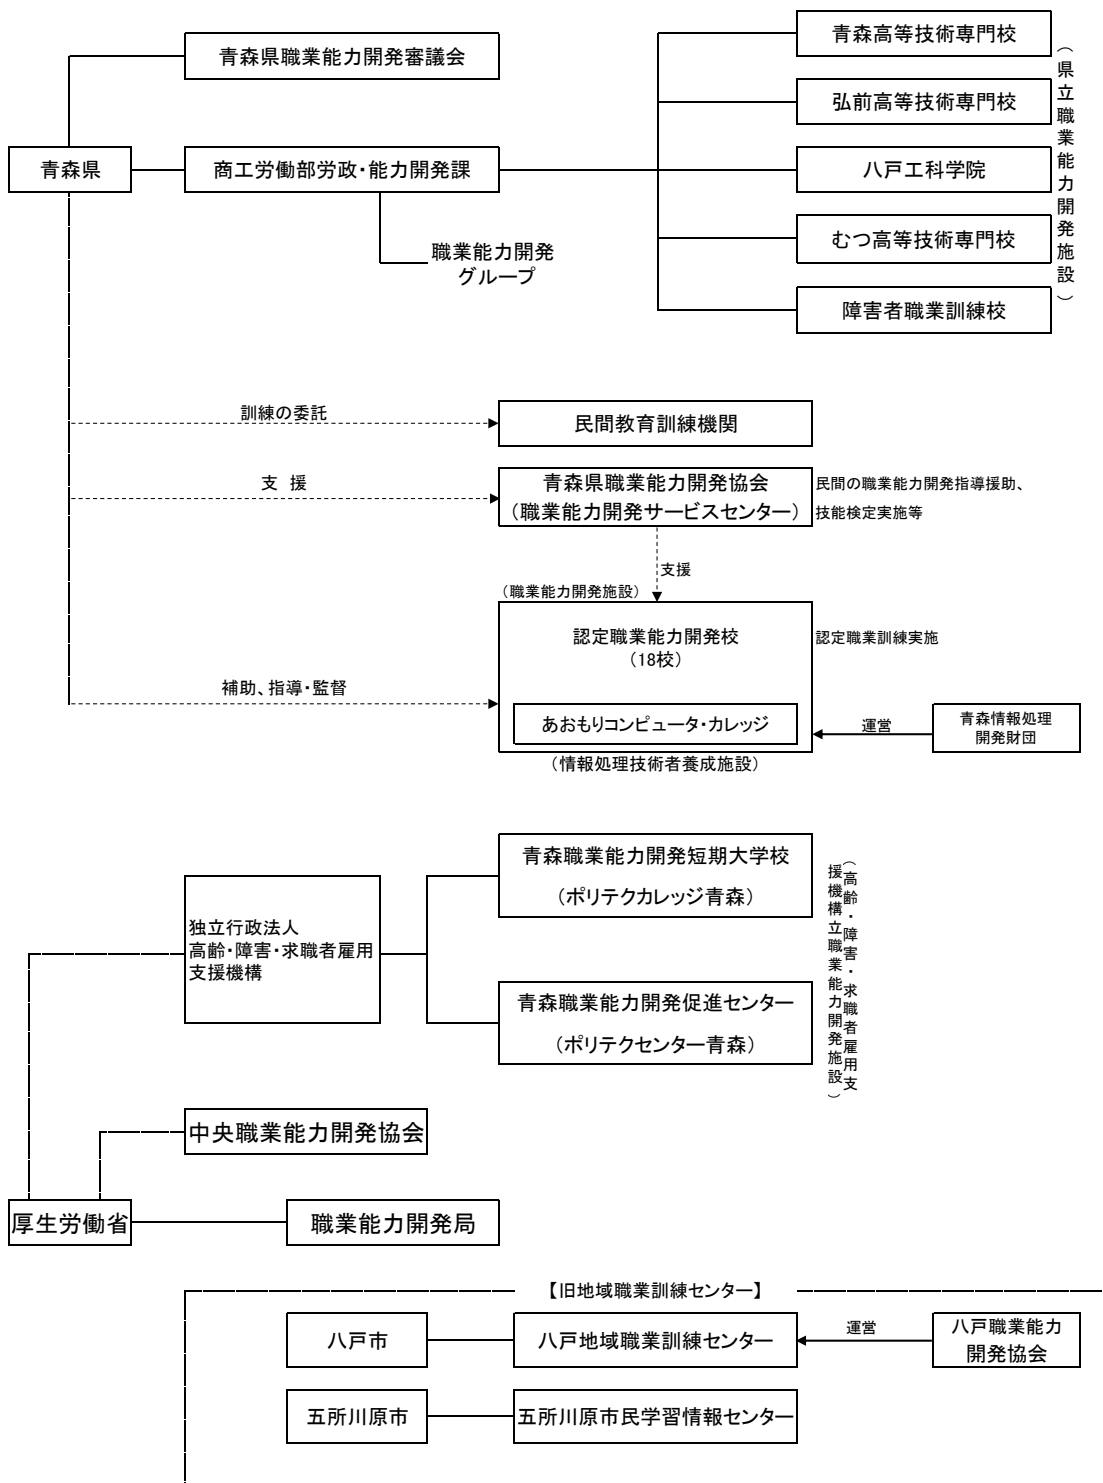 青森県職業能力開発審議会
青森県
商工労働部労政・能力開発課
職業能力開発
グループ
青森高等技術専門校
弘前高等技術専門校
八戸工科学院
むつ高等技術専門校
障害者職業訓練校
（県立職業能力開発施設）
訓練の委託
民間教育訓練機関
支　援
青森県職業能力開発協会
（職業能力開発サービスセンター）
民間の職業能力開発指導援助、
技能検定実施等
支援
（職業能力開発施設）
認定職業能力開発校
（18校）
認定職業訓練実施
補助、指導・監督
あおもりコンピュータ・カレッジ
（情報処理技術者養成施設）
運営
青森情報処理
開発財団
独立行政法人
高齢・障害・求職者雇用
支援機構
青森職業能力開発短期大学校
（ポリテクカレッジ青森）
青森職業能力開発促進センター
（ポリテクセンター青森）
（高齢・障害・求職者雇用支
援機構立職業能力開発施設）
中央職業能力開発協会
厚生労働省
職業能力開発局
【旧地域職業訓練センター】
八戸市
八戸地域職業訓練センター
運営
八戸職業能力
開発協会
五所川原市
五所川原市民学習情報センター